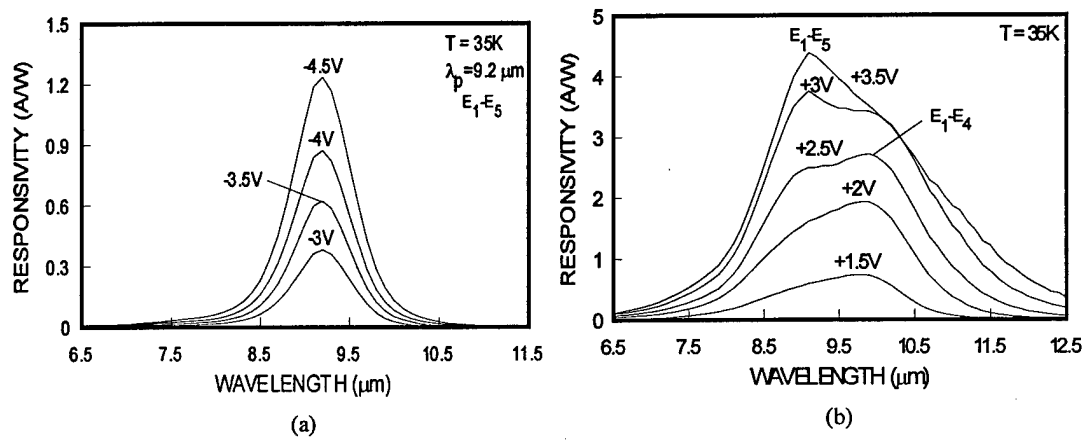 RESPONSIVITY (A/W)
1.5
1.2
0.9
0.6
0.3
0
T = 35K
λp=9.2 µm
E1-E5
-4.5V
-4V
-3.5V
-3V
6.5 7.5 8.5 9.5 10.5 11.5
WAVELENGTH (µm)
(a)
RESPONSIVITY (A/W)
5
4
3
2
1
0
T = 35K
E1-E5
+3.5V
+3V
E1-E4
+2.5V
+2V
+1.5V
6.5 7.5 8.5 9.5 10.5 11.5 12.5
WAVELENGTH (µm)
(b)